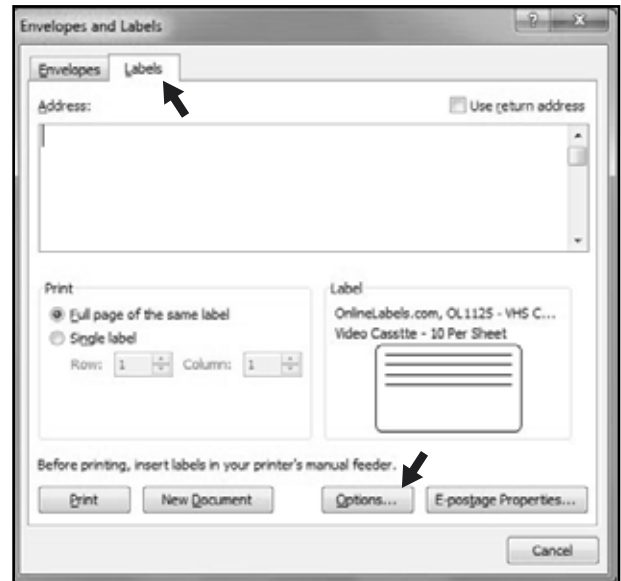 Envelopes and Labels
Envelopes Labels
Address: Use return address
Print
Full page of the same label
Single label
Row: 1 Column: 1
Label
OnlineLabels.com, OL1125 - VHS C...
Video Casstte - 10 Per Sheet
Before printing, insert labels in your printer's manual feeder.
Print New Document Options... E-postage Properties...
Cancel